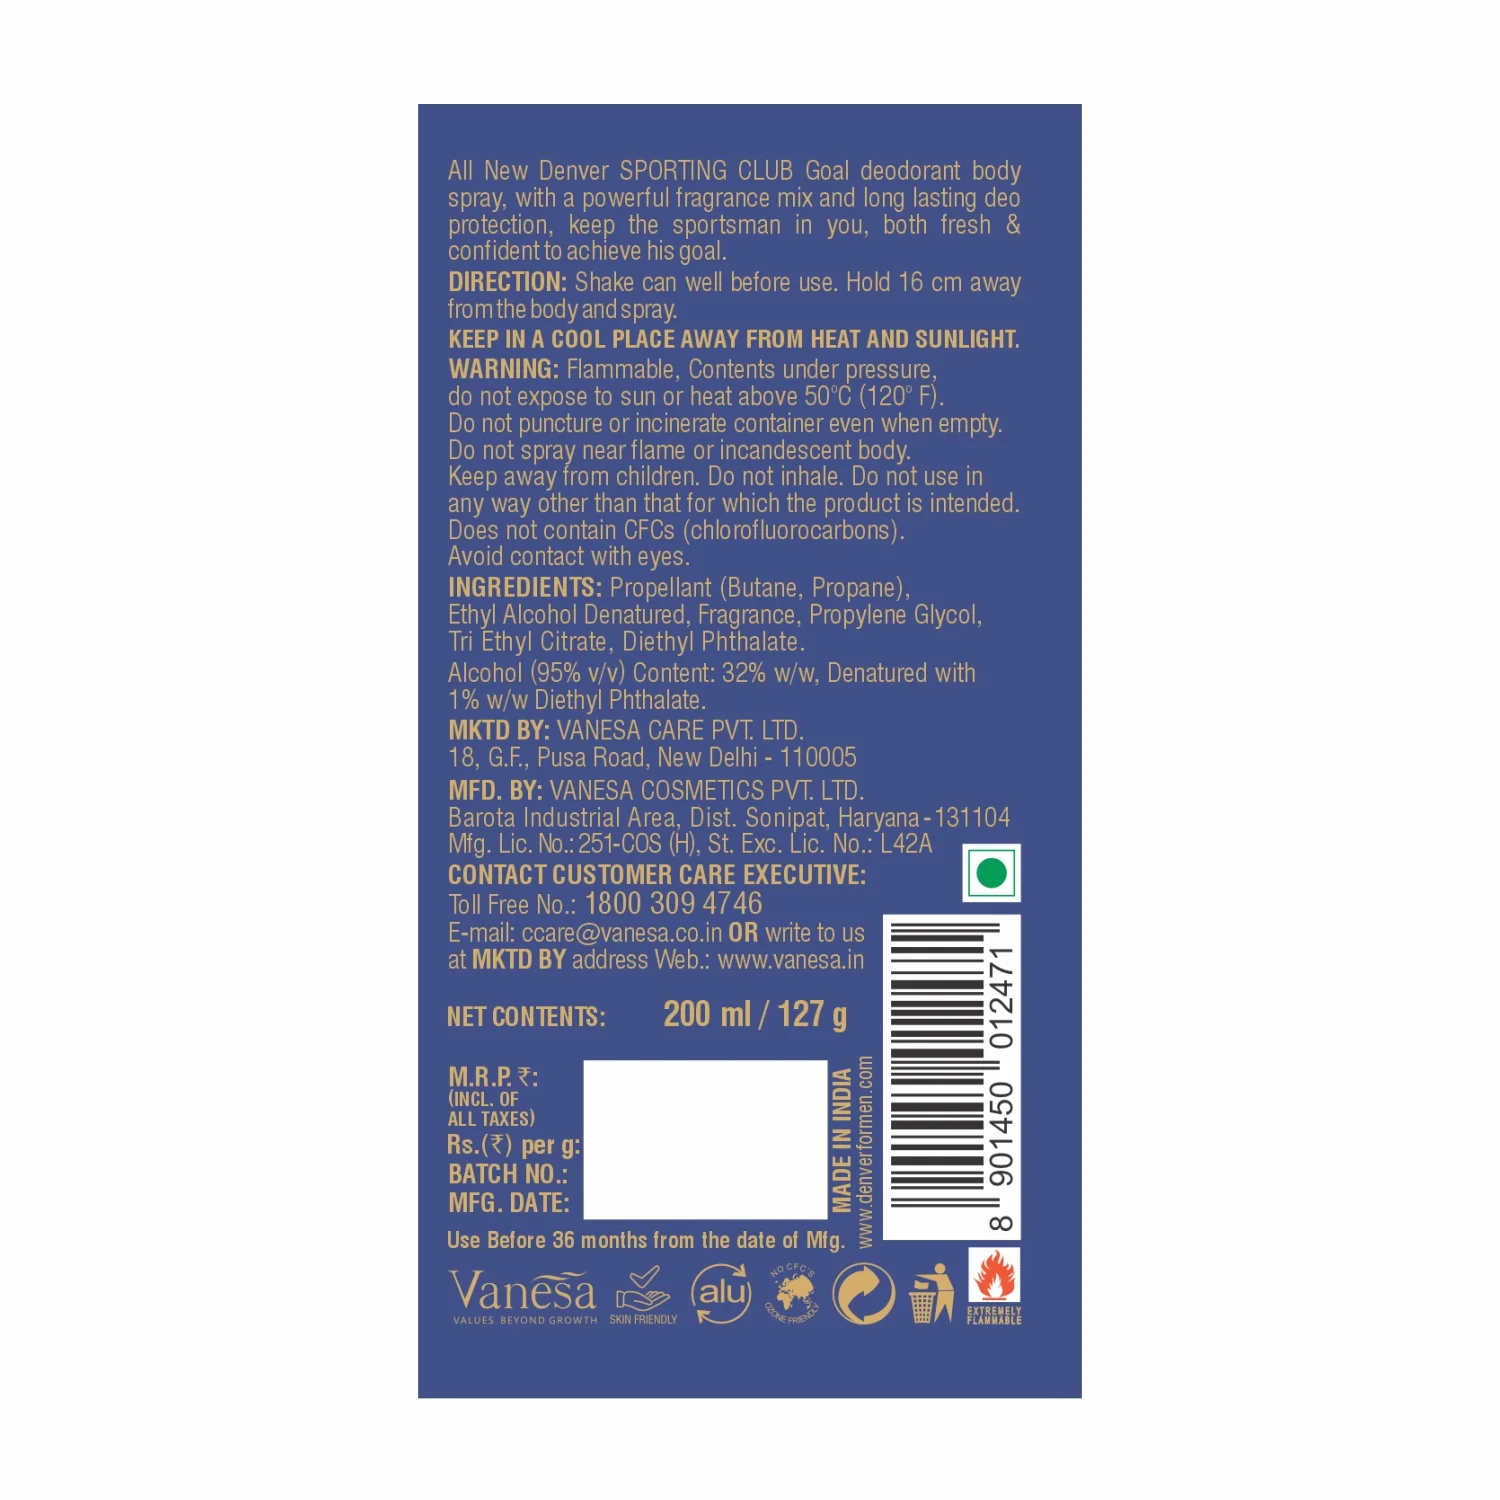 All New Denver SPORTING CLUB Goal deodorant body
spray, with a powerful fragrance mix and long lasting deo
protection, keep the sportsman in you, both fresh &
confident to achieve his goal.
DIRECTION: Shake can well before use. Hold 16 cm away
from the body and spray.
KEEP IN A COOL PLACE AWAY FROM HEAT AND SUNLIGHT.
WARNING: Flammable, Contents under pressure,
do not expose to sun or heat above 50°C (120° F).
Do not puncture or incinerate container even when empty.
Do not spray near flame or incandescent body.
Keep away from children. Do not inhale. Do not use in
any way other than that for which the product is intended.
Does not contain CFCs (chlorofluorocarbons).
Avoid contact with eyes.
INGREDIENTS: Propellant (Butane, Propane),
Ethyl Alcohol Denatured, Fragrance, Propylene Glycol,
Tri Ethyl Citrate, Diethyl Phthalate.
Alcohol (95% v/v) Content: 32% w/w, Denatured with
1% w/w Diethyl Phthalate.
MKTD BY: VANESA CARE PVT. LTD.
18, G.F., Pusa Road, New Delhi - 110005
MFD. BY: VANESA COSMETICS PVT. LTD.
Barota Industrial Area, Dist. Sonipat, Haryana - 131104
Mfg. Lic. No.: 251-COS (H), St. Exc. Lic. No.: L42A
CONTACT CUSTOMER CARE EXECUTIVE:
Toll Free No.: 1800 309 4746
E-mail: ccare@vanesa.co.in OR write to us
at MKTD BY address Web.: www.vanesa.in
NET CONTENTS: 200 ml / 127 g
M.R.P. ₹:
(INCL. OF
ALL TAXES)
Rs.(₹) per g:
BATCH NO.:
MFG. DATE:
MADE IN INDIA
www.denverformen.com
8 901450 012471
Use Before 36 months from the date of Mfg.
Vanesa
VALUES BEYOND GROWTH
SKIN FRIENDLY
alu
NO CFC'S
OZONE FRIENDLY
EXTREMELY
FLAMMABLE